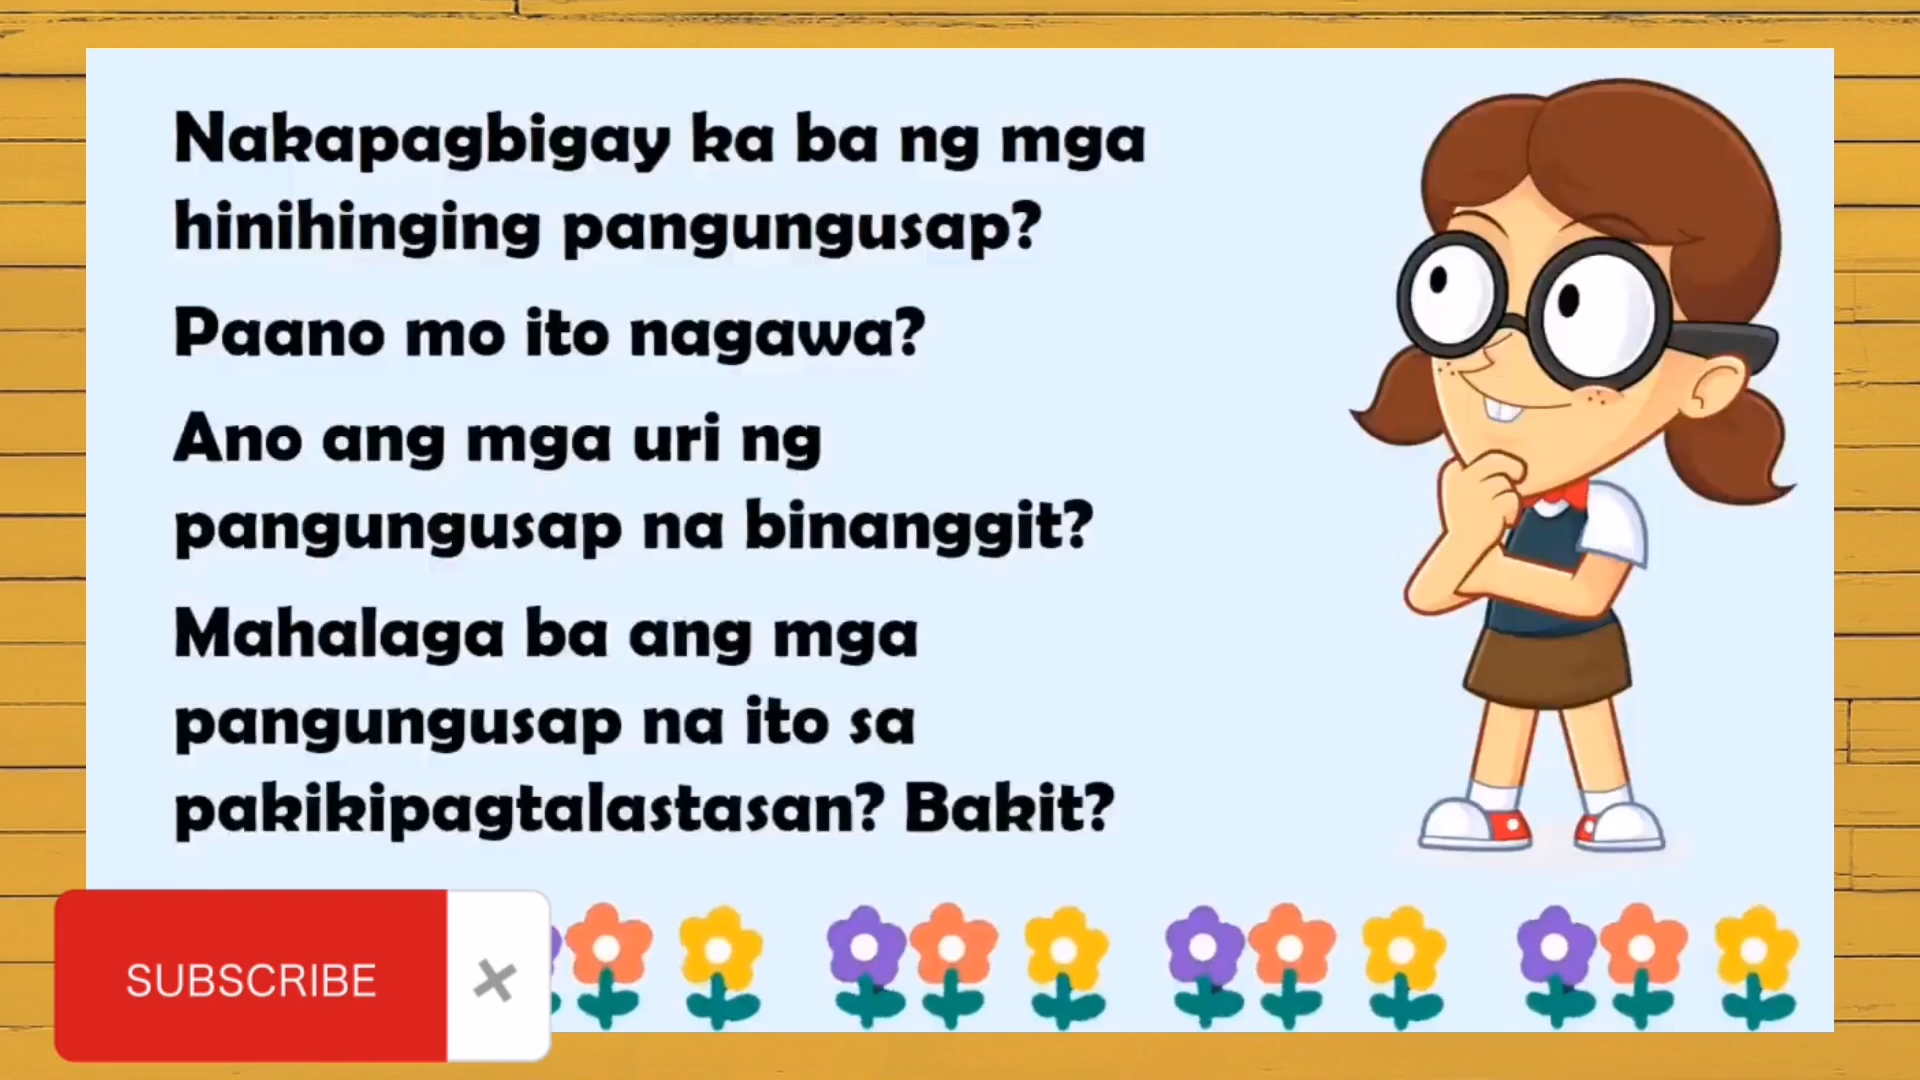 Nakapagbigay ka ba ng mga
hinihinging pangungusap?
Paano mo ito nagawa?
Ano ang mga uri ng
pangungusap na binanggit?
Mahalaga ba ang mga
pangungusap na ito sa
pakikipagtalastasan? Bakit?
SUBSCRIBE